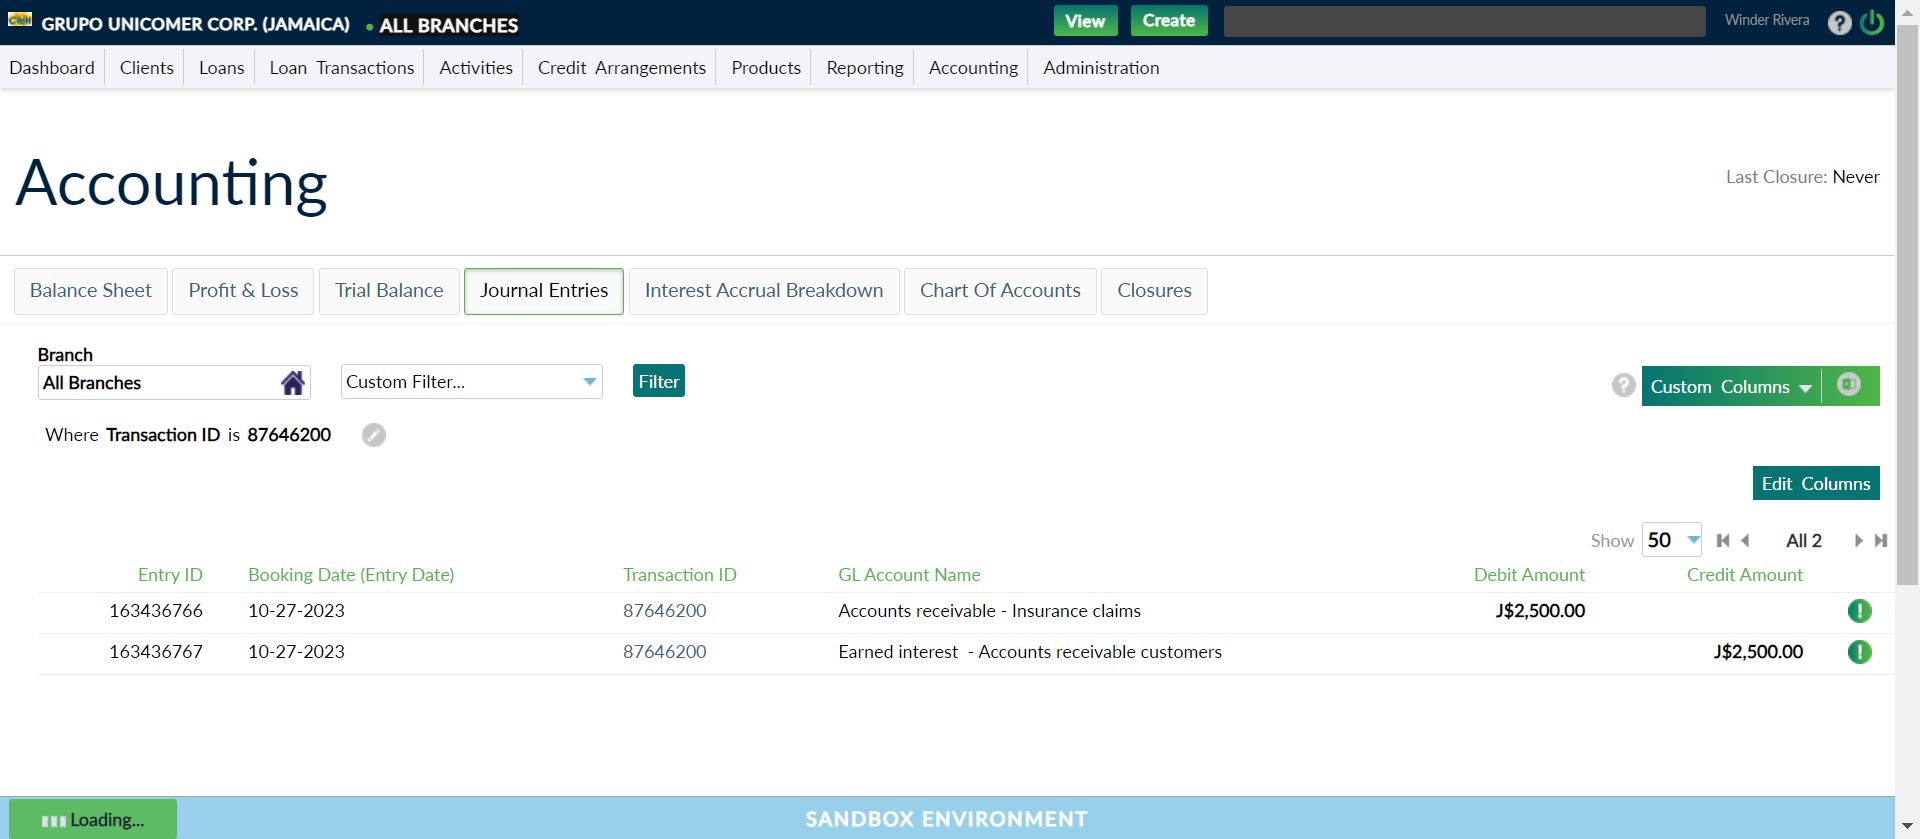 CaSH GRUPO UNICOMER CORP. (JAMAICA) • ALL BRANCHES View Create Winder Rivera ?
Dashboard Clients Loans Loan Transactions Activities Credit Arrangements Products Reporting Accounting Administration
Accounting
Last Closure: Never
Balance Sheet Profit & Loss Trial Balance Journal Entries Interest Accrual Breakdown Chart Of Accounts Closures
Branch
All Branches Custom Filter... Filter ? Custom Columns
Where Transaction ID is 87646200
Edit Columns
Show 50 All 2
Entry ID Booking Date (Entry Date) Transaction ID GL Account Name Debit Amount Credit Amount
163436766 10-27-2023 87646200 Accounts receivable - Insurance claims J$2,500.00 !
163436767 10-27-2023 87646200 Earned interest - Accounts receivable customers J$2,500.00 !
Loading... SANDBOX ENVIRONMENT